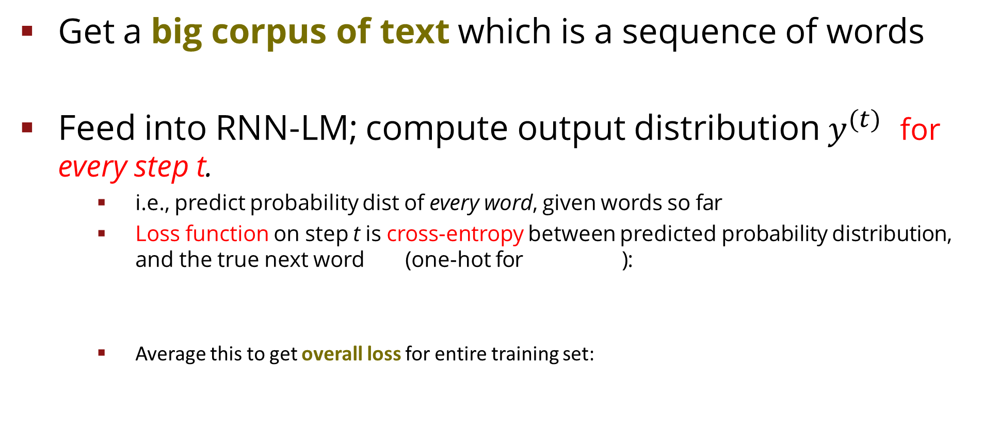 ▪ Get a big corpus of text which is a sequence of words
▪ Feed into RNN-LM; compute output distribution y^(t) for
every step t.
▪ i.e., predict probability dist of every word, given words so far
▪ Loss function on step t is cross-entropy between predicted probability distribution,
and the true next word (one-hot for ):
▪ Average this to get overall loss for entire training set: